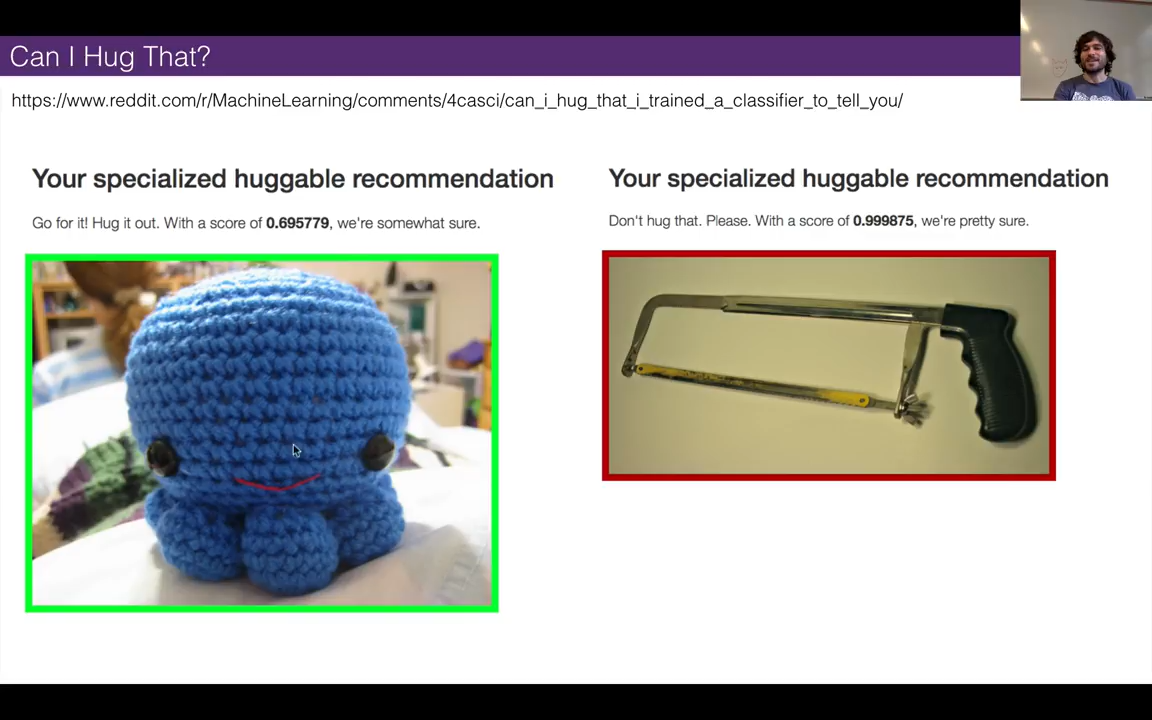 Can I Hug That?
https://www.reddit.com/r/MachineLearning/comments/4casci/can_i_hug_that_i_trained_a_classifier_to_tell_you/
Your specialized huggable recommendation
Go for it! Hug it out. With a score of 0.695779, we're somewhat sure.
Your specialized huggable recommendation
Don't hug that. Please. With a score of 0.999875, we're pretty sure.